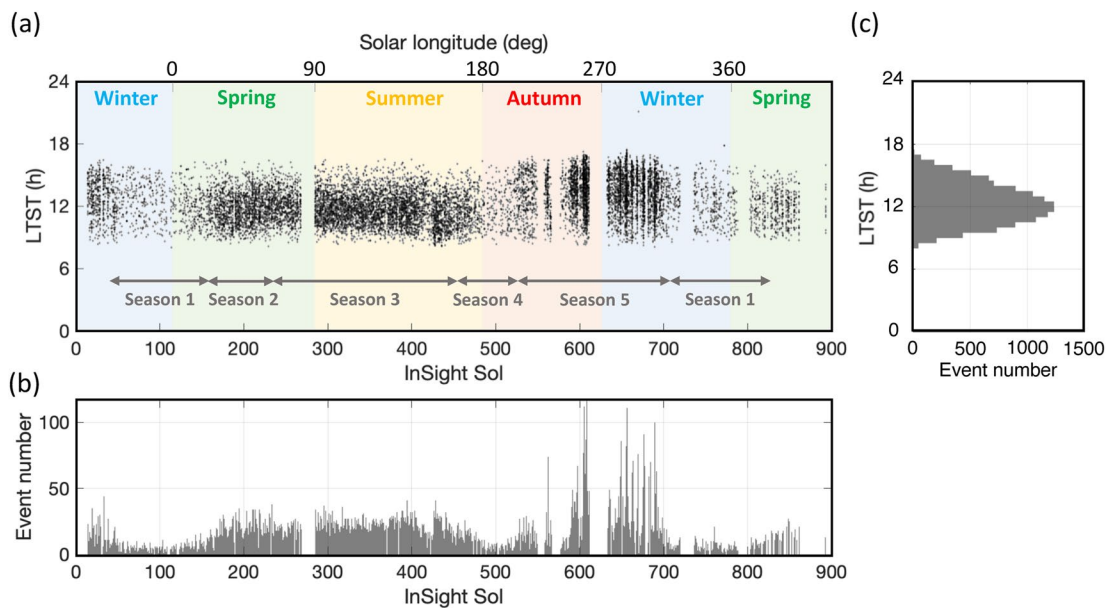 (a)
Solar longitude (deg)
0 90 180 270 360
24
18
12
6
0
LTST (h)
Winter Spring Summer Autumn Winter Spring
Season 1 Season 2 Season 3 Season 4 Season 5 Season 1
0 100 200 300 400 500 600 700 800 900
InSight Sol
(c)
24
18
12
6
0
LTST (h)
0 500 1000 1500
Event number
(b)
100
50
0
Event number
0 100 200 300 400 500 600 700 800 900
InSight Sol